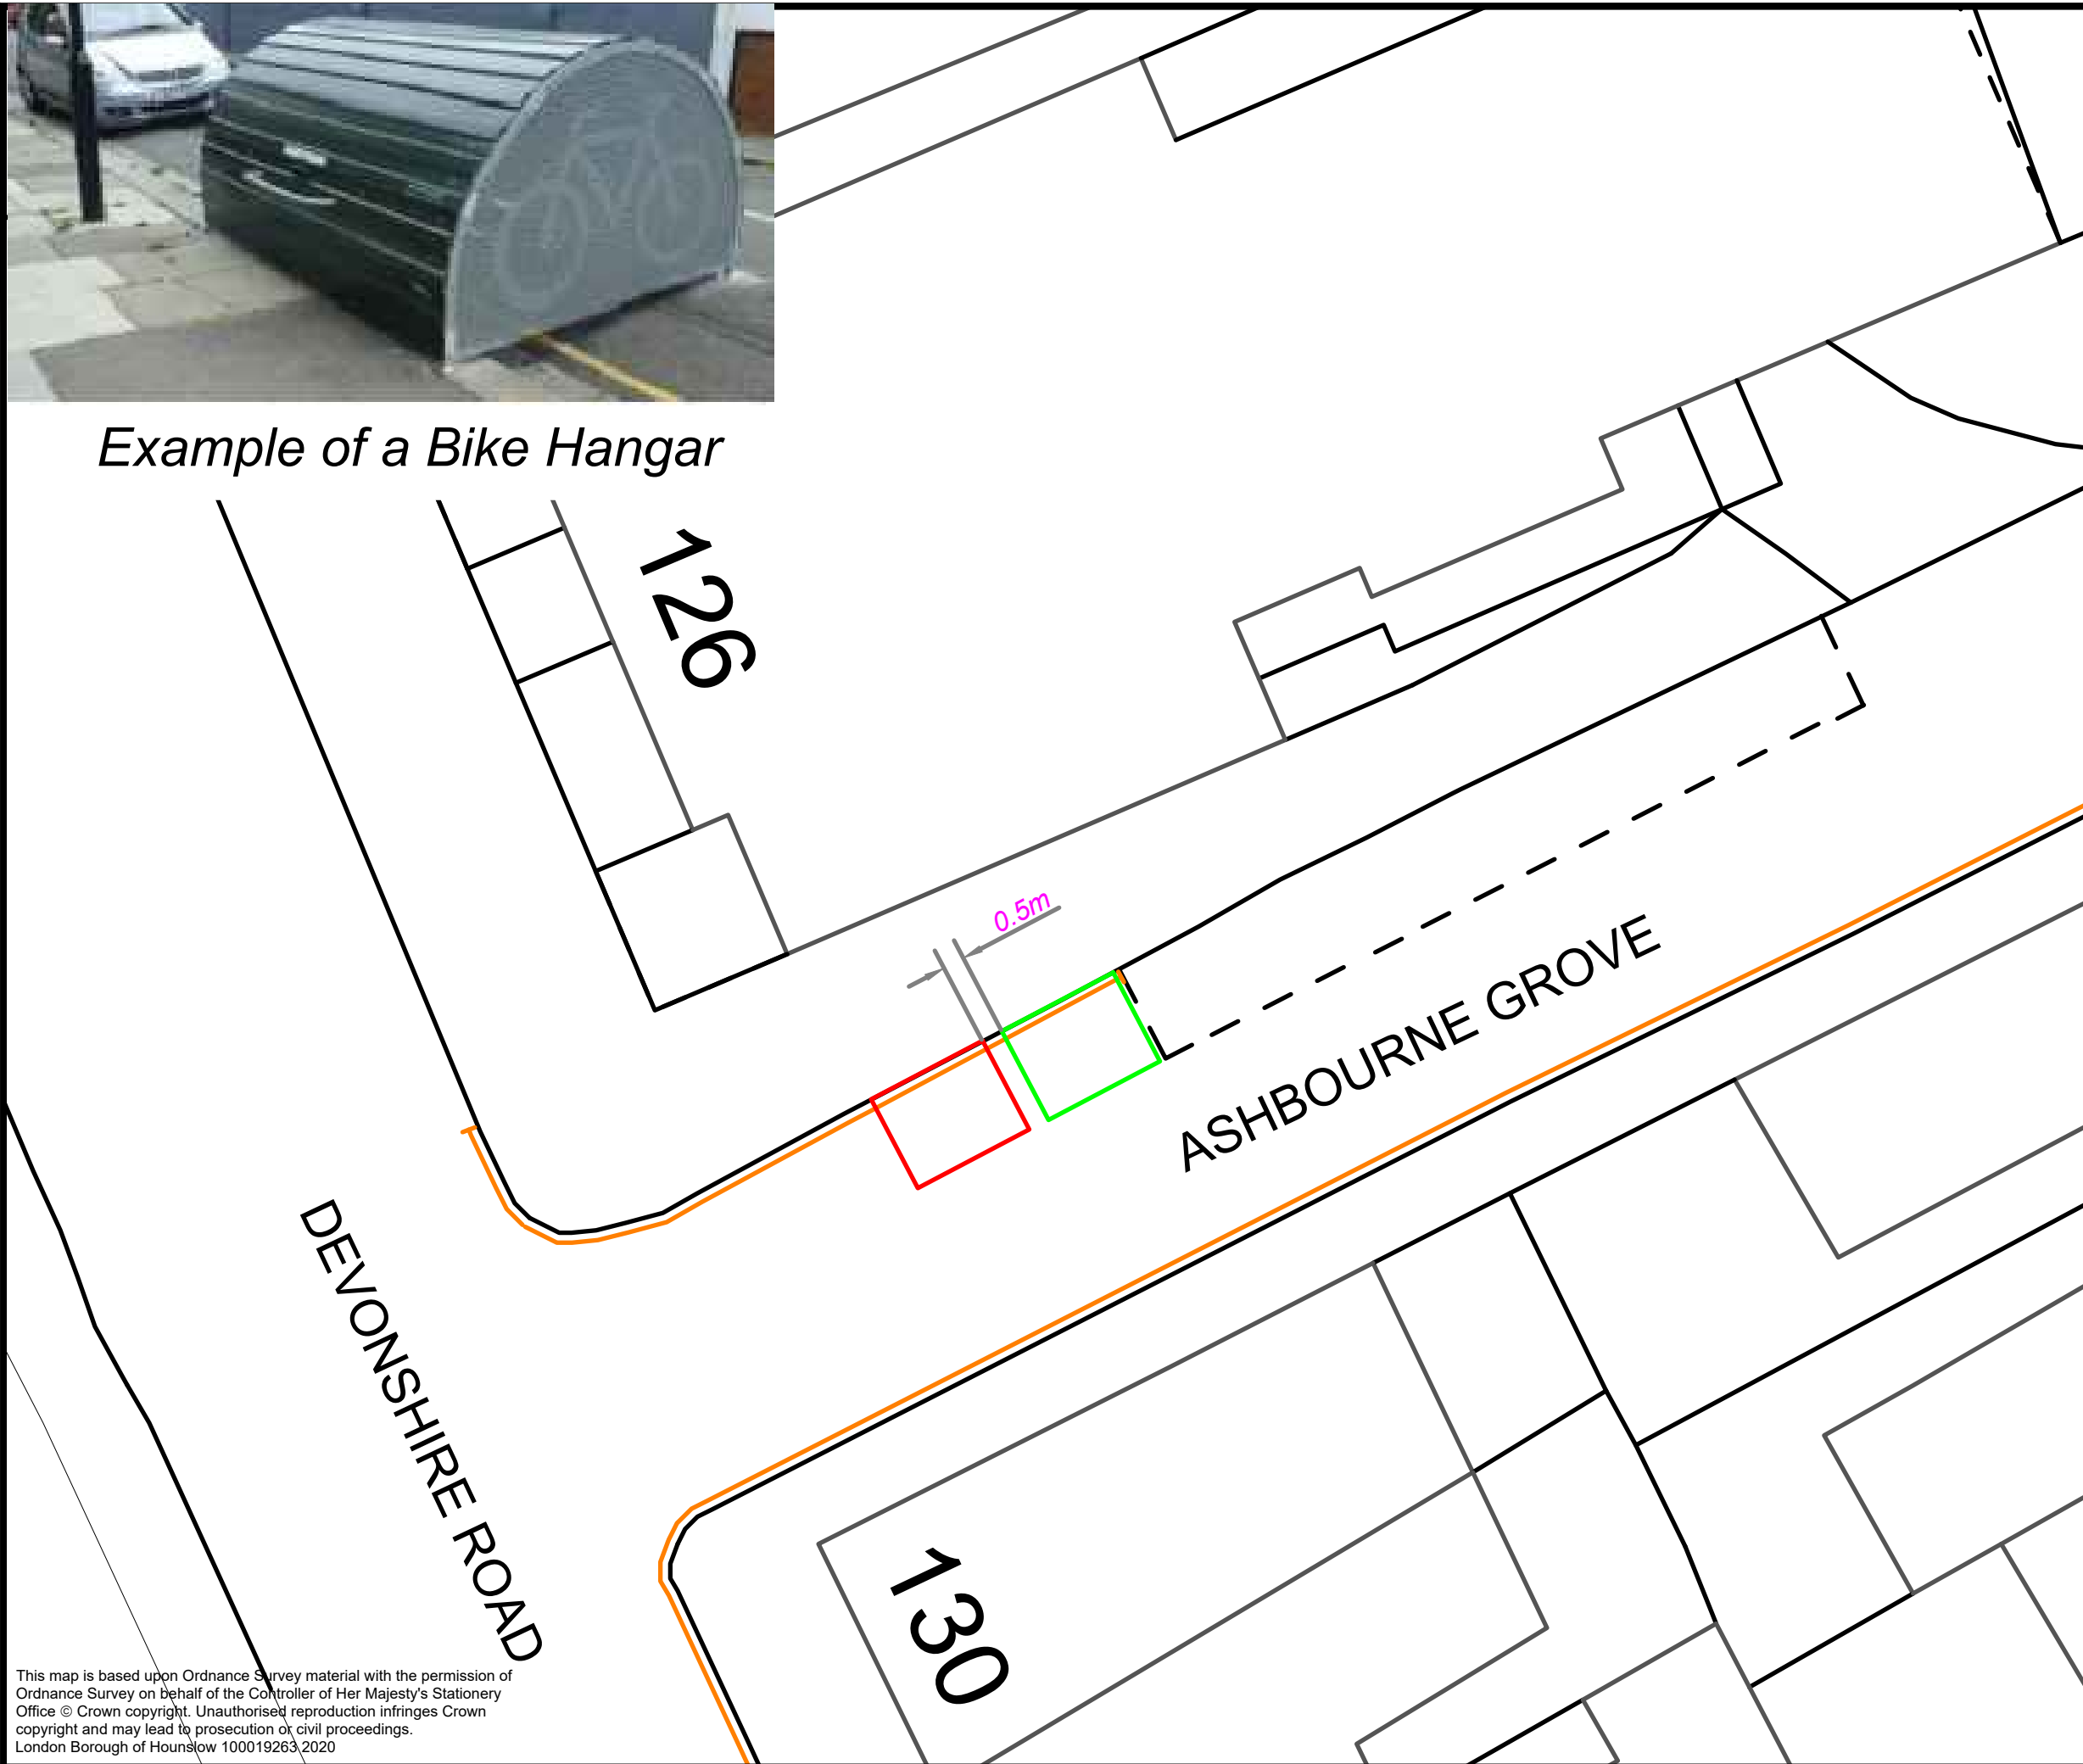 Example of a Bike Hangar
126
0.5m
ASHBOURNE GROVE
DEVONSHIRE ROAD
130
This map is based upon Ordnance Survey material with the permission of
Ordnance Survey on behalf of the Controller of Her Majesty's Stationery
Office © Crown copyright. Unauthorised reproduction infringes Crown
copyright and may lead to prosecution or civil proceedings.
London Borough of Hounslow 100019263 2020